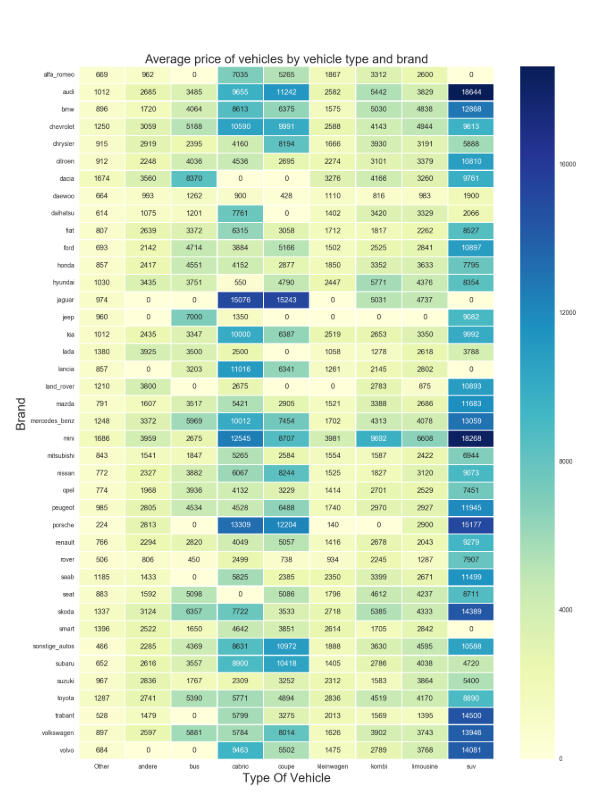 Average price of vehicles by vehicle type and brand
alfa_romeo 669 962 0 7035 5265 1867 3312 2600 0
audi 1012 2685 3485 9655 11242 2582 5442 3829 18644
bmw 896 1720 4064 8613 6375 1575 5030 4838 12868
16000
chevrolet 1250 3059 5188 10590 9991 2588 4143 4944 9613
chrysler 915 2919 2395 4160 8194 1666 3930 3191 5888
citroen 912 2248 4036 4536 2695 2274 3101 3379 10810
dacia 1674 3560 8370 0 0 3276 4166 3260 9761
daewoo 664 993 1262 900 428 1110 816 983 1900
daihatsu 614 1075 1201 7761 0 1402 3420 3329 2066
fiat 807 2639 3372 6315 3058 1712 1817 2262 8527
ford 693 2142 4714 3884 5166 1502 2525 2841 10897
honda 857 2417 4551 4152 2877 1850 3352 3633 7795
hyundai 1030 3435 3751 550 4790 2447 5771 4376 8354
jaguar 974 0 0 15076 15243 0 5031 4737 0
12000
jeep 960 0 7000 1350 0 0 0 0 9082
kia 1012 2435 3347 10000 6387 2519 2653 3350 9992
lada 1380 3925 3500 2500 0 1058 1278 2618 3788
lancia 857 0 3203 11016 6341 1261 2145 2802 0
land_rover 1210 3800 0 2675 0 0 2783 875 10893
mazda 791 1607 3517 5421 2905 1521 3388 2686 11683
mercedes_benz 1248 3372 5969 10012 7454 1702 4313 4078 13059
mini 1686 3959 2675 12545 8707 3981 9692 6608 18268
mitsubishi 843 1541 1847 5265 2584 1554 1587 2422 6944
8000
nissan 772 2327 3882 6067 8244 1525 1827 3120 9073
opel 774 1968 3936 4132 3229 1414 2701 2529 7451
peugeot 985 2805 4534 4528 6488 1740 2970 2927 11945
porsche 224 2813 0 13309 12204 140 0 2900 15177
renault 766 2294 2820 4049 5057 1416 2678 2043 9279
rover 506 806 450 2499 738 934 2245 1287 7907
saab 1185 1433 0 5825 2385 2350 3399 2671 11499
seat 883 1592 5098 0 5086 1796 4612 4237 8711
4000
skoda 1337 3124 6357 7722 3533 2718 5385 4333 14389
smart 1396 2522 1650 4642 3851 2614 1705 2842 0
sonstige_autos 466 2285 4369 8631 10972 1888 3630 4595 10588
subaru 652 2616 3557 8900 10418 1405 2786 4038 4720
suzuki 967 2836 1767 2309 3252 2312 1583 3864 5400
toyota 1287 2741 5390 5771 4894 2836 4519 4170 8890
trabant 528 1479 0 5799 3275 2013 1569 1395 14500
volkswagen 897 2597 5881 5784 8014 1626 3902 3743 13946
volvo 684 0 0 9463 5502 1475 2789 3768 14081
0
Other andere bus cabrio coupe kleinwagen kombi limousine suv
Type Of Vehicle
Brand